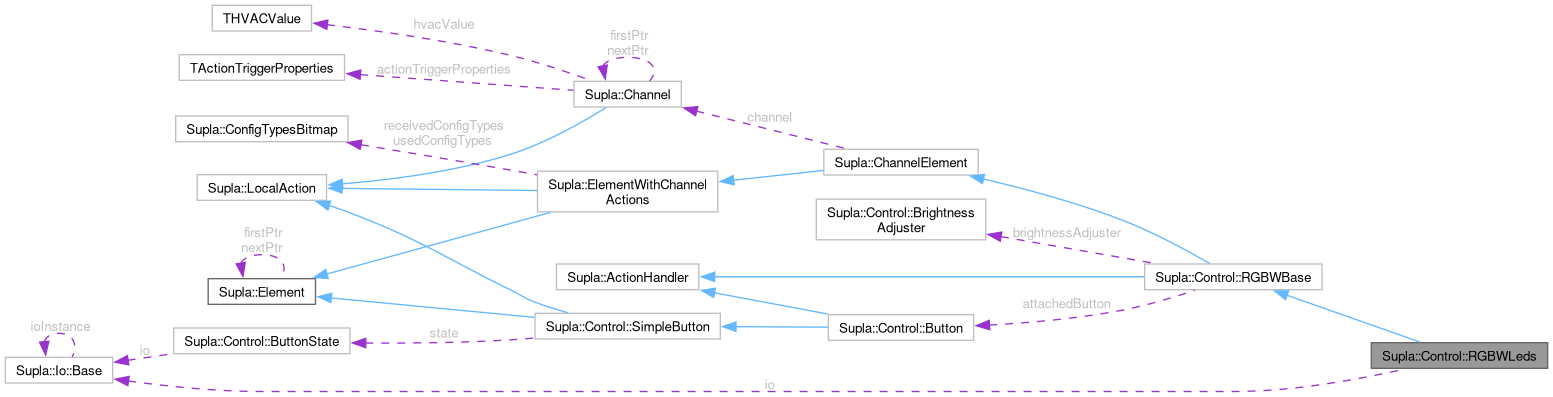 THVACValue
hvacValue
firstPtr
nextPtr
TActionTriggerProperties
actionTriggerProperties
Supla::Channel
Supla::ConfigTypesBitmap
receivedConfigTypes
usedConfigTypes
channel
Supla::ChannelElement
Supla::LocalAction
Supla::ElementWithChannel
Actions
Supla::Control::Brightness
Adjuster
brightnessAdjuster
firstPtr
nextPtr
Supla::Element
Supla::ActionHandler
Supla::Control::RGBWBase
attachedButton
ioInstance
Supla::Control::ButtonState
state
Supla::Control::SimpleButton
Supla::Control::Button
io
Supla::Io::Base
Supla::Control::RGBWLeds
io